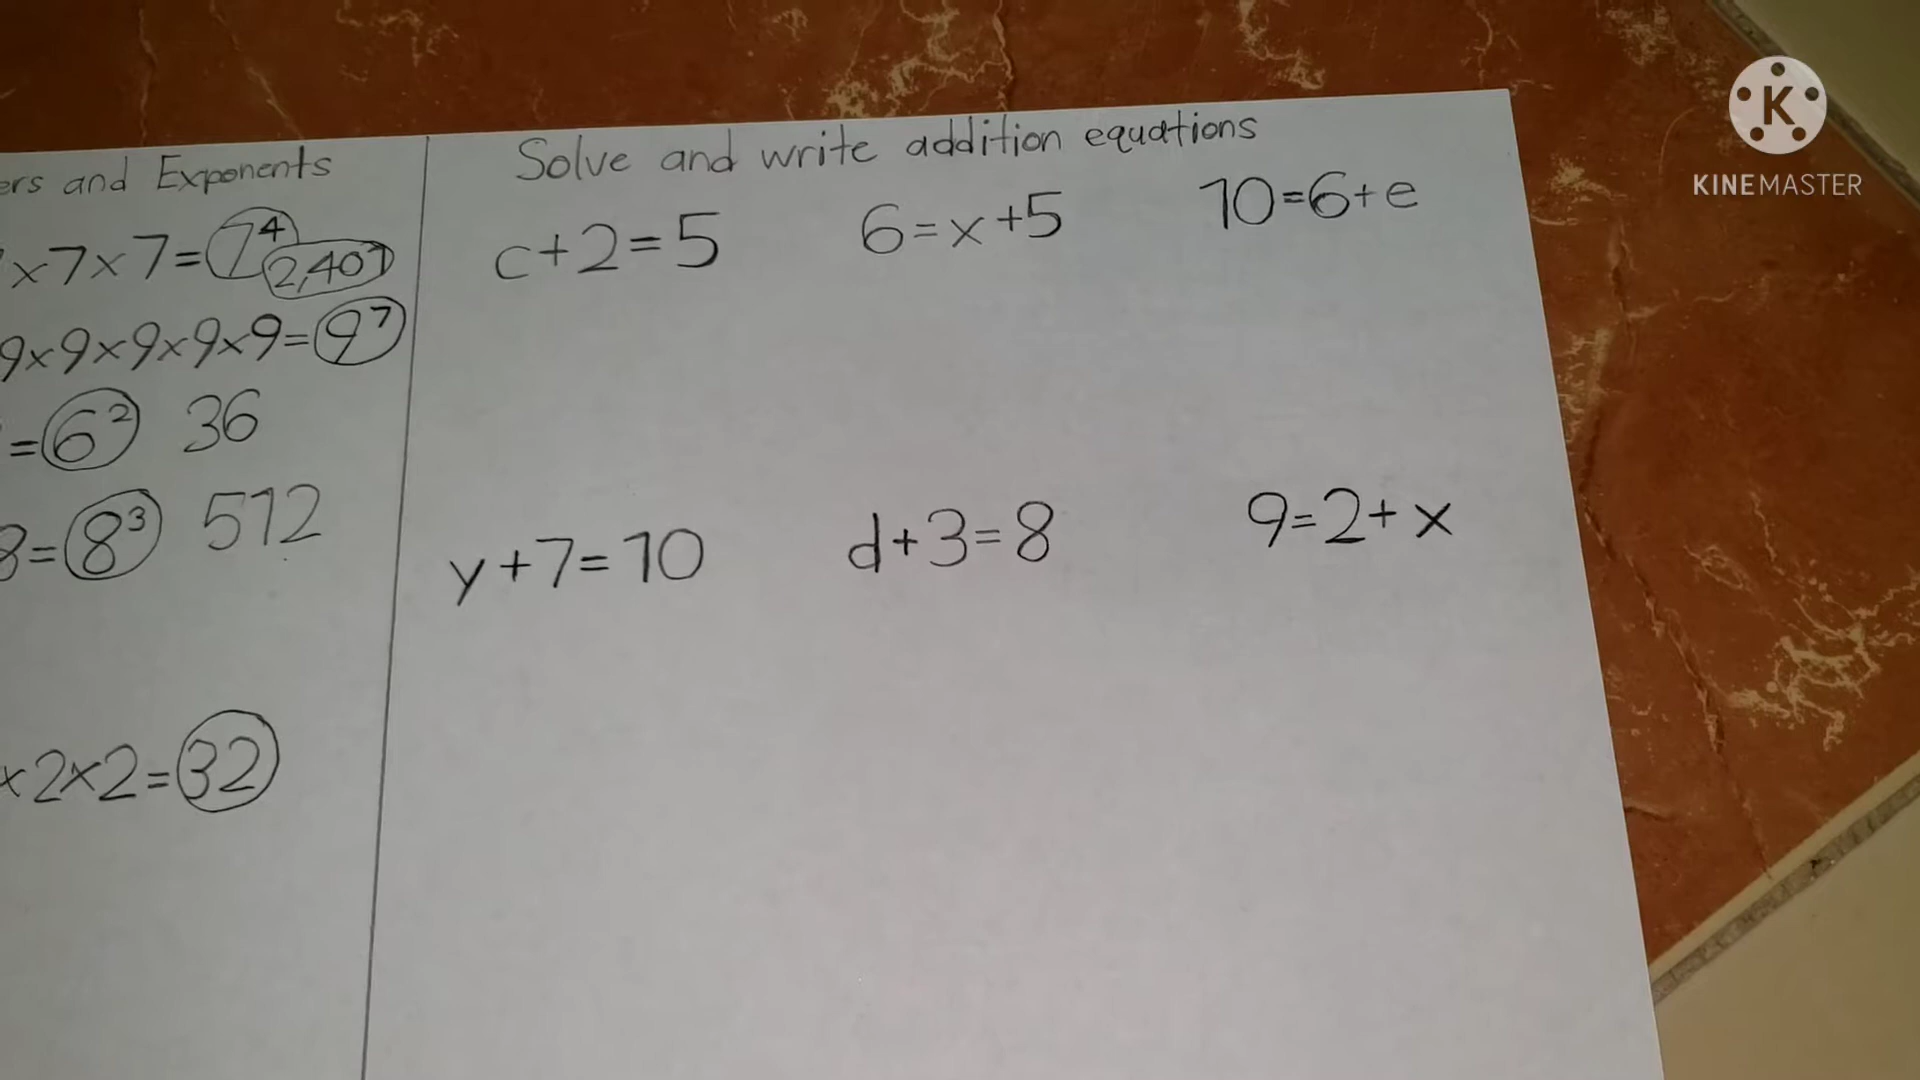 ers and Exponents
x7x7=7⁴
2,401
9x9x9x9x9=9⁷
=6² 36
8=8³ 512
x2x2=32
Solve and write addition equations
c+2=5 6=x+5 10=6+e
y+7=10 d+3=8 9=2+x
K
KINEMASTER